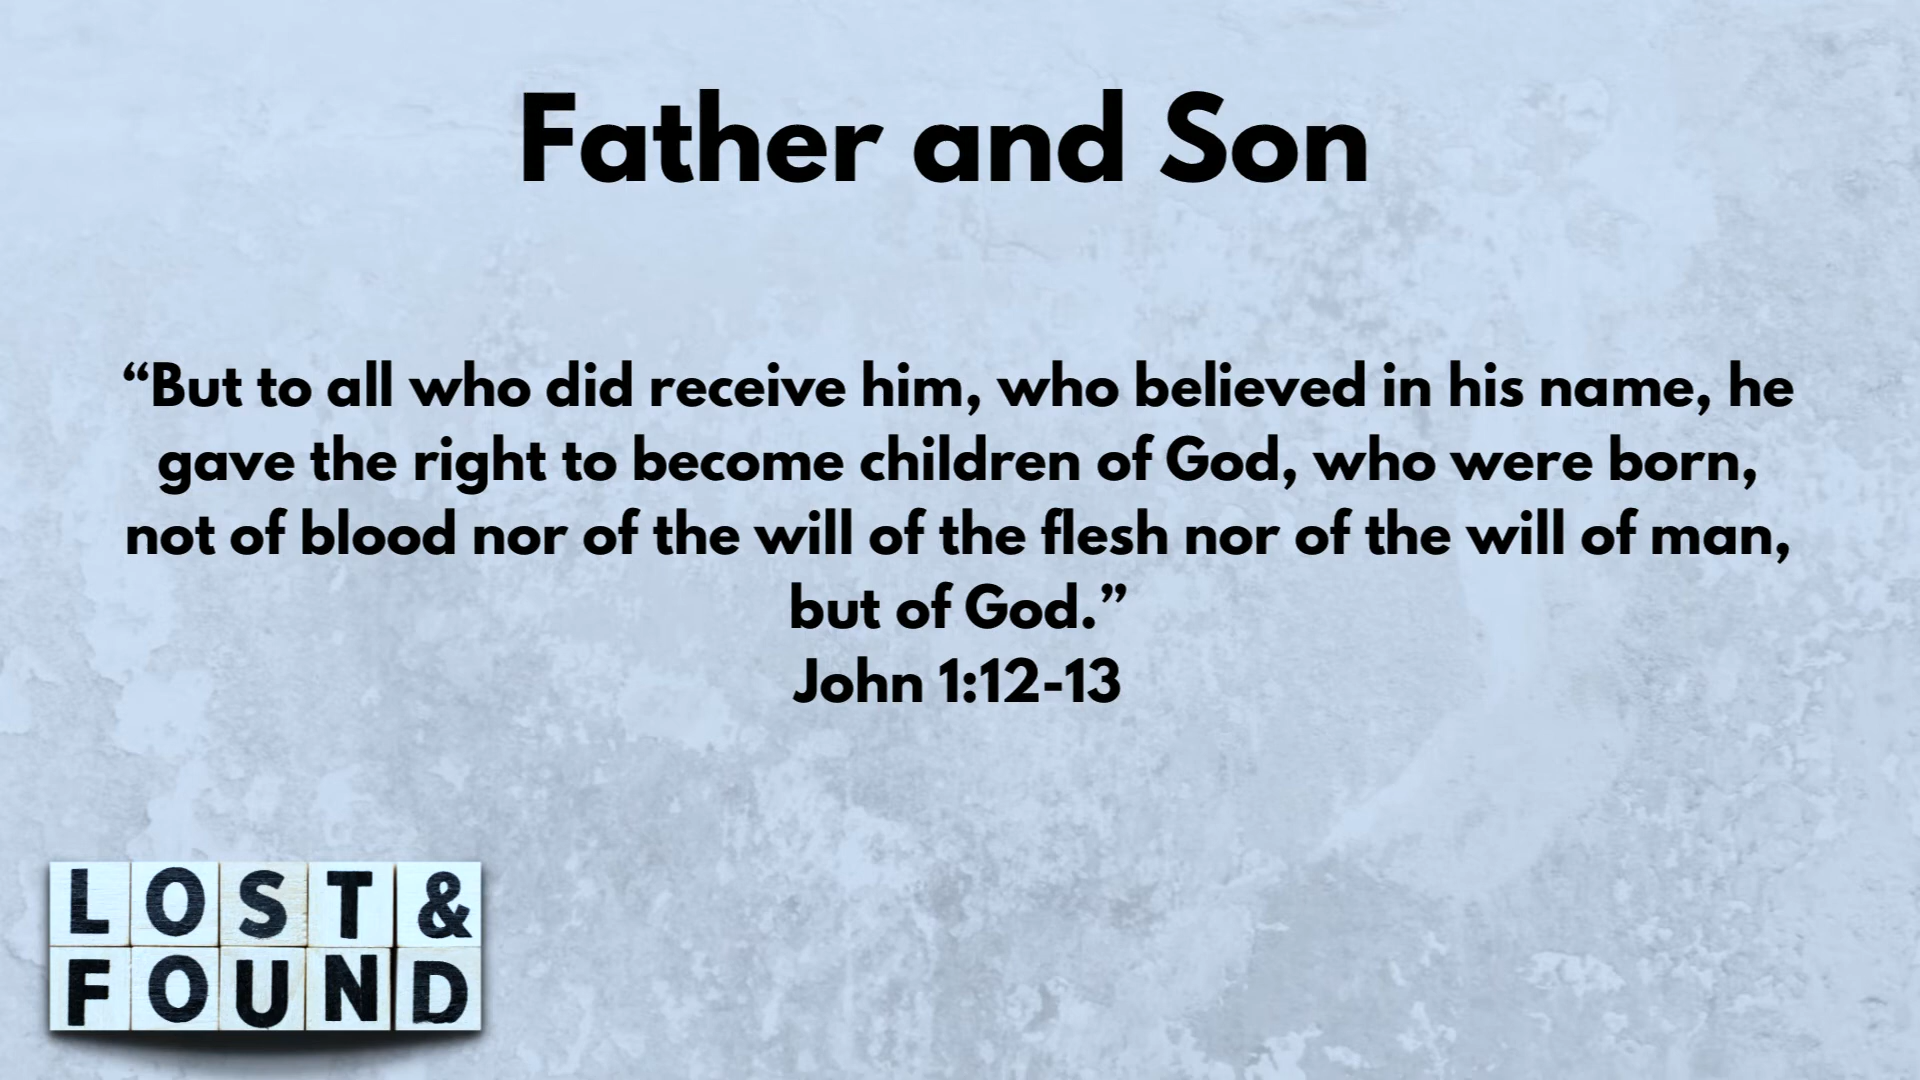 Father and Son
“But to all who did receive him, who believed in his name, he
gave the right to become children of God, who were born,
not of blood nor of the will of the flesh nor of the will of man,
but of God.”
John 1:12-13
LOST &
FOUND